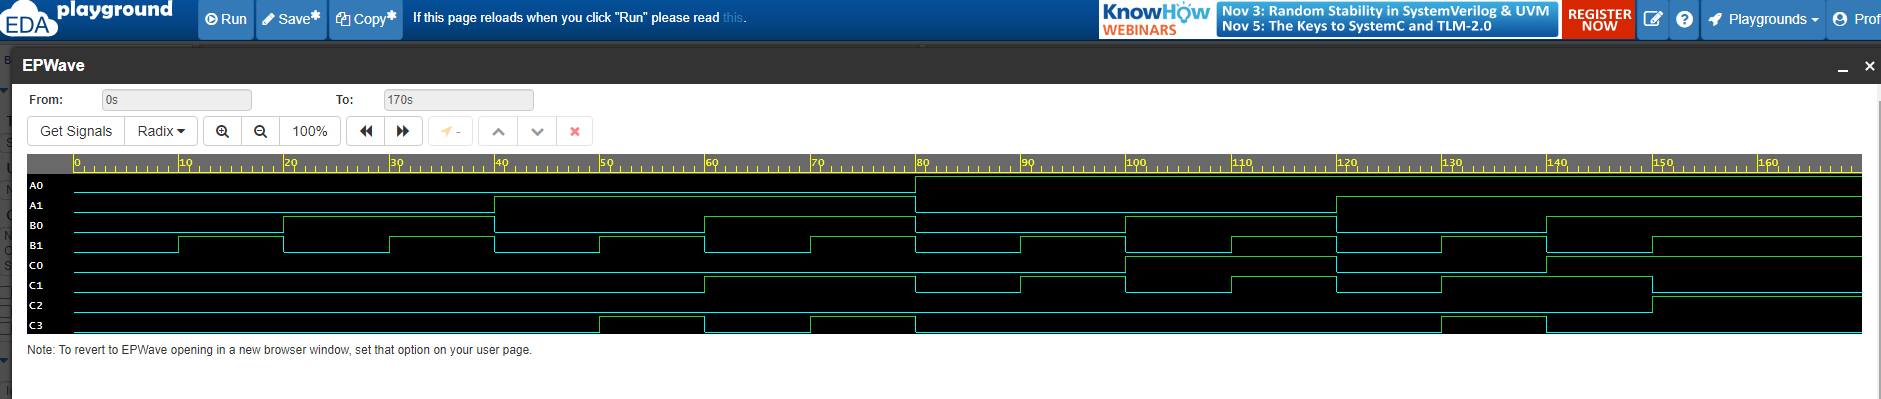 EDA playground
Run Save* Copy* If this page reloads when you click "Run" please read this.
KnowHow WEBINARS
Nov 3: Random Stability in SystemVerilog & UVM
Nov 5: The Keys to SystemC and TLM-2.0
REGISTER NOW
Playgrounds
Prof
EPWave
From: 0s To: 170s
Get Signals Radix 100% -
0 10 20 30 40 50 60 70 80 90 100 110 120 130 140 150 160
A0
A1
B0
B1
C0
C1
C2
C3
Note: To revert to EPWave opening in a new browser window, set that option on your user page.